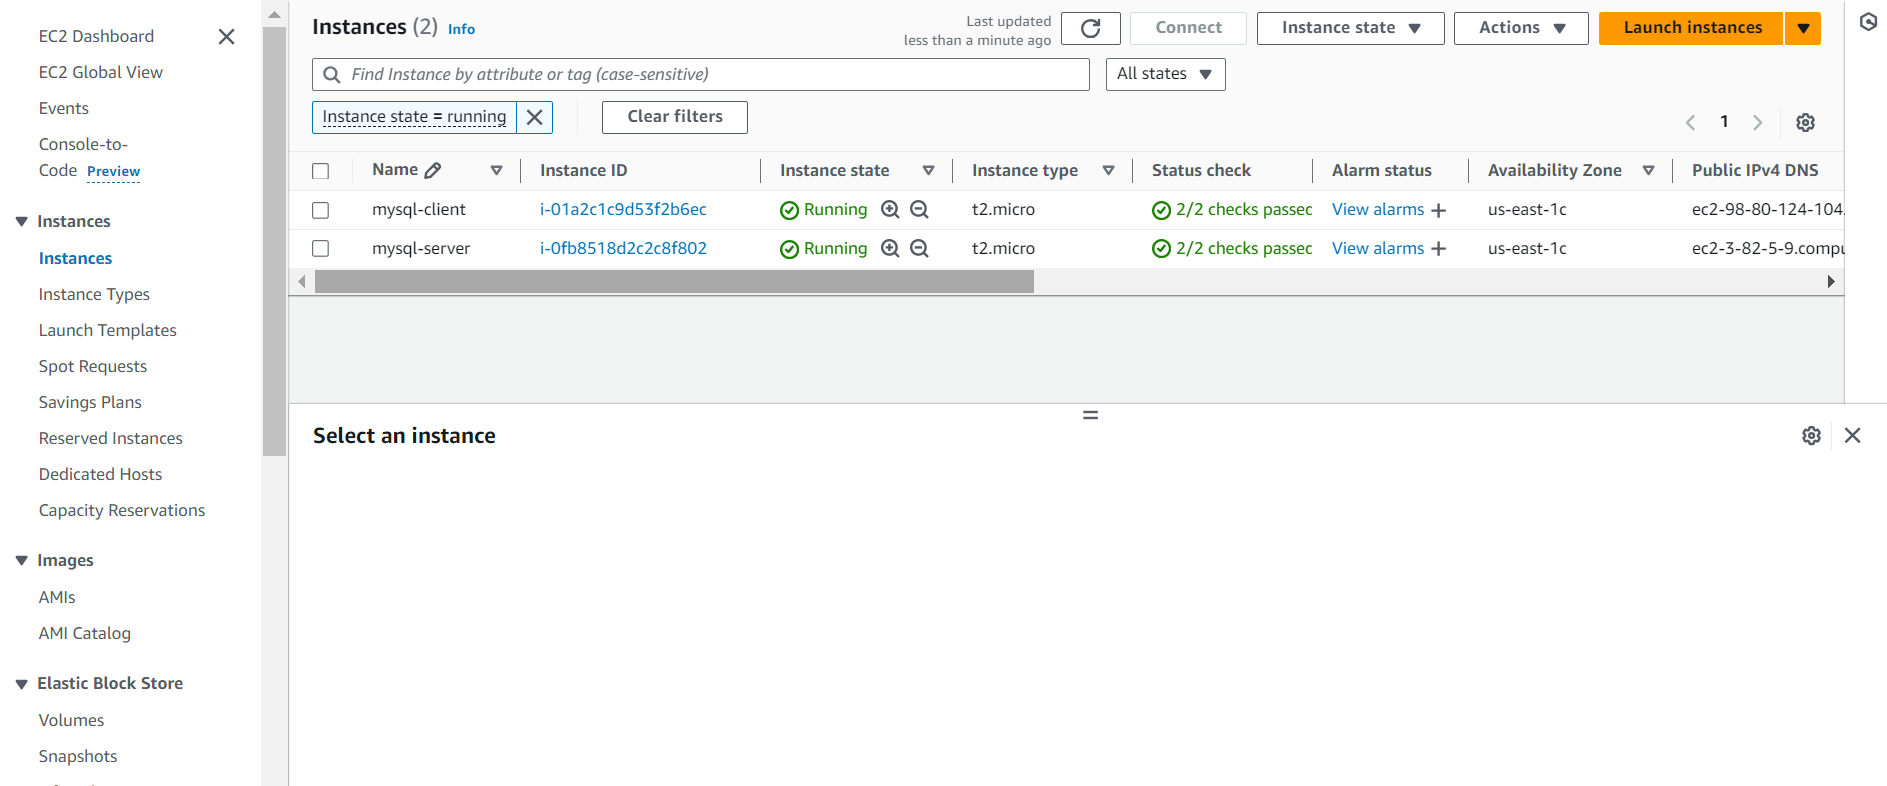 EC2 Dashboard
EC2 Global View
Events
Console-to-
Code Preview
Instances
Instances
Instance Types
Launch Templates
Spot Requests
Savings Plans
Reserved Instances
Dedicated Hosts
Capacity Reservations
Images
AMIs
AMI Catalog
Elastic Block Store
Volumes
Snapshots
Instances (2) Info
Last updated
less than a minute ago
Connect
Instance state
Actions
Launch instances
Find Instance by attribute or tag (case-sensitive)
All states
Instance state = running
Clear filters
1
Name Instance ID Instance state Instance type Status check Alarm status Availability Zone Public IPv4 DNS
mysql-client i-01a2c1c9d53f2b6ec Running t2.micro 2/2 checks passed View alarms + us-east-1c ec2-98-80-124-104.
mysql-server i-0fb8518d2c2c8f802 Running t2.micro 2/2 checks passed View alarms + us-east-1c ec2-3-82-5-9.compu
Select an instance